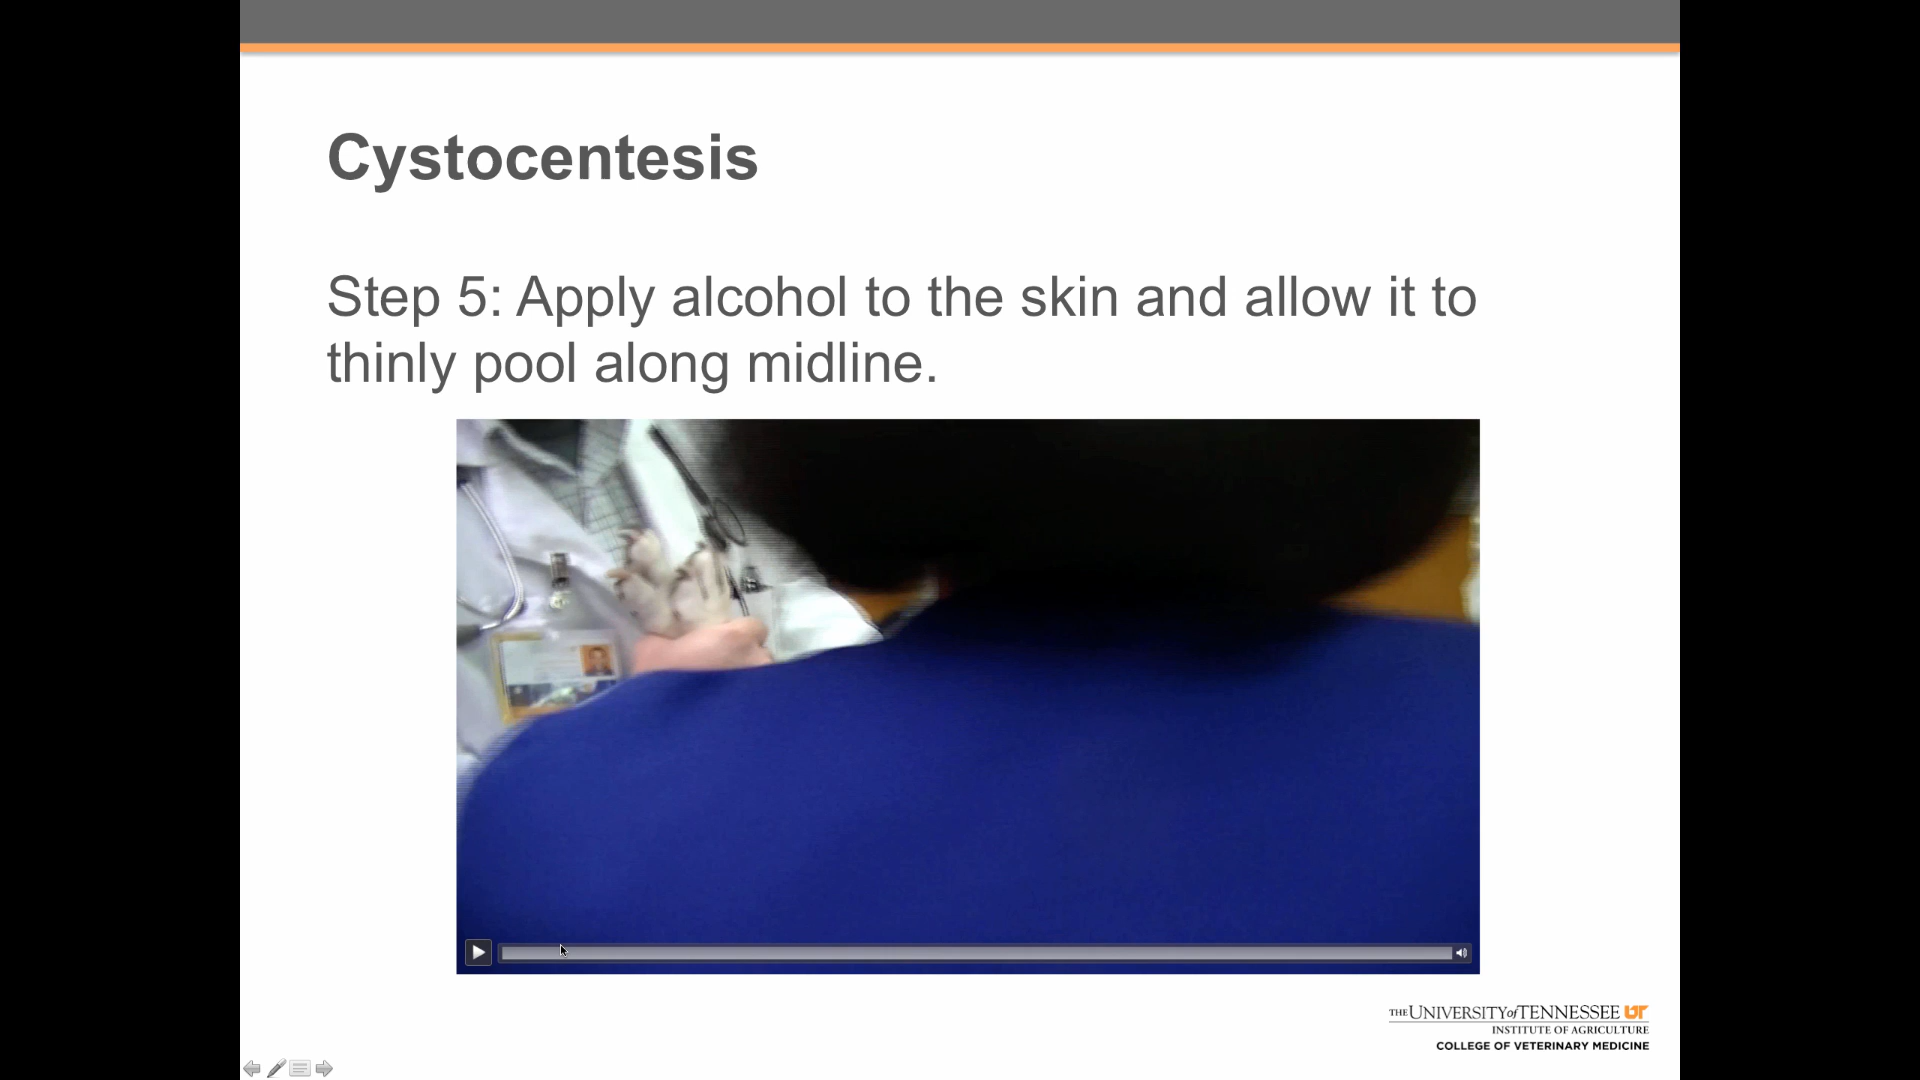 Cystocentesis
Step 5: Apply alcohol to the skin and allow it to
thinly pool along midline.
THE UNIVERSITY of TENNESSEE UT
INSTITUTE OF AGRICULTURE
COLLEGE OF VETERINARY MEDICINE